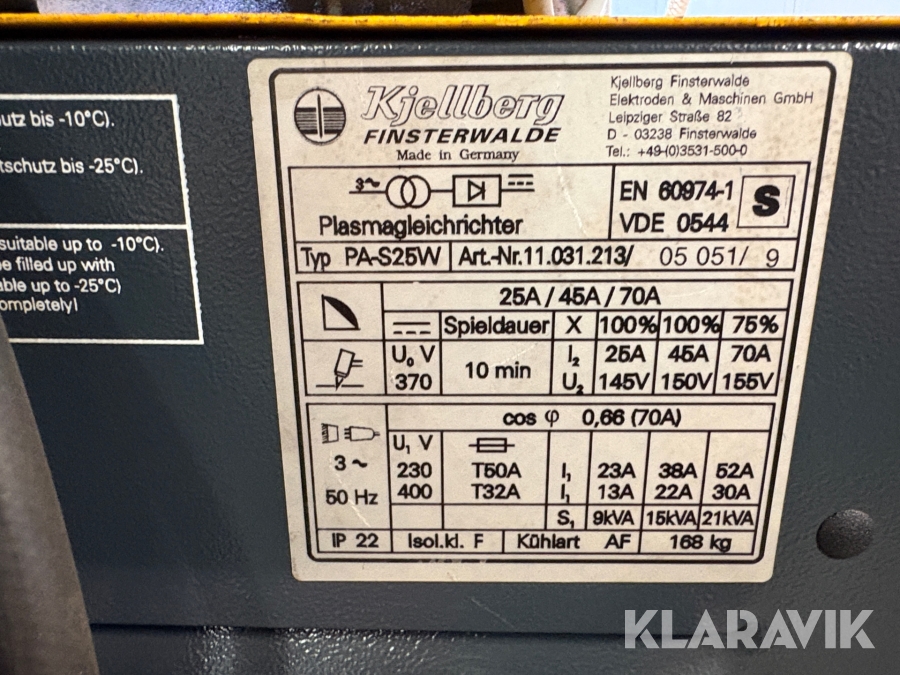 utz bis -10°C).
tschutz bis -25°C).
suitable up to -10°C).
e filled up with
able up to -25°C)
ompletely!
Kjellberg
FINSTERWALDE
Made in Germany
Kjellberg Finsterwalde
Elektroden & Maschinen GmbH
Leipziger Straße 82
D - 03238 Finsterwalde
Tel.: +49-(0)3531-500-0
3~
Plasmagleichrichter
EN 60974-1
VDE 0544
S
Typ PA-S25W Art.-Nr.11.031.213/ 05 051/ 9
25A / 45A / 70A
Spieldauer X 100% 100% 75%
U₀ V 10 min I₂ 25A 45A 70A
370 U₂ 145V 150V 155V
cos φ 0,66 (70A)
3 ~
50 Hz
U₁ V
230 T50A I₁ 23A 38A 52A
400 T32A I₁ 13A 22A 30A
S₁ 9kVA 15kVA 21kVA
IP 22 Isol.kl. F Kühlart AF 168 kg
KLARAVIK